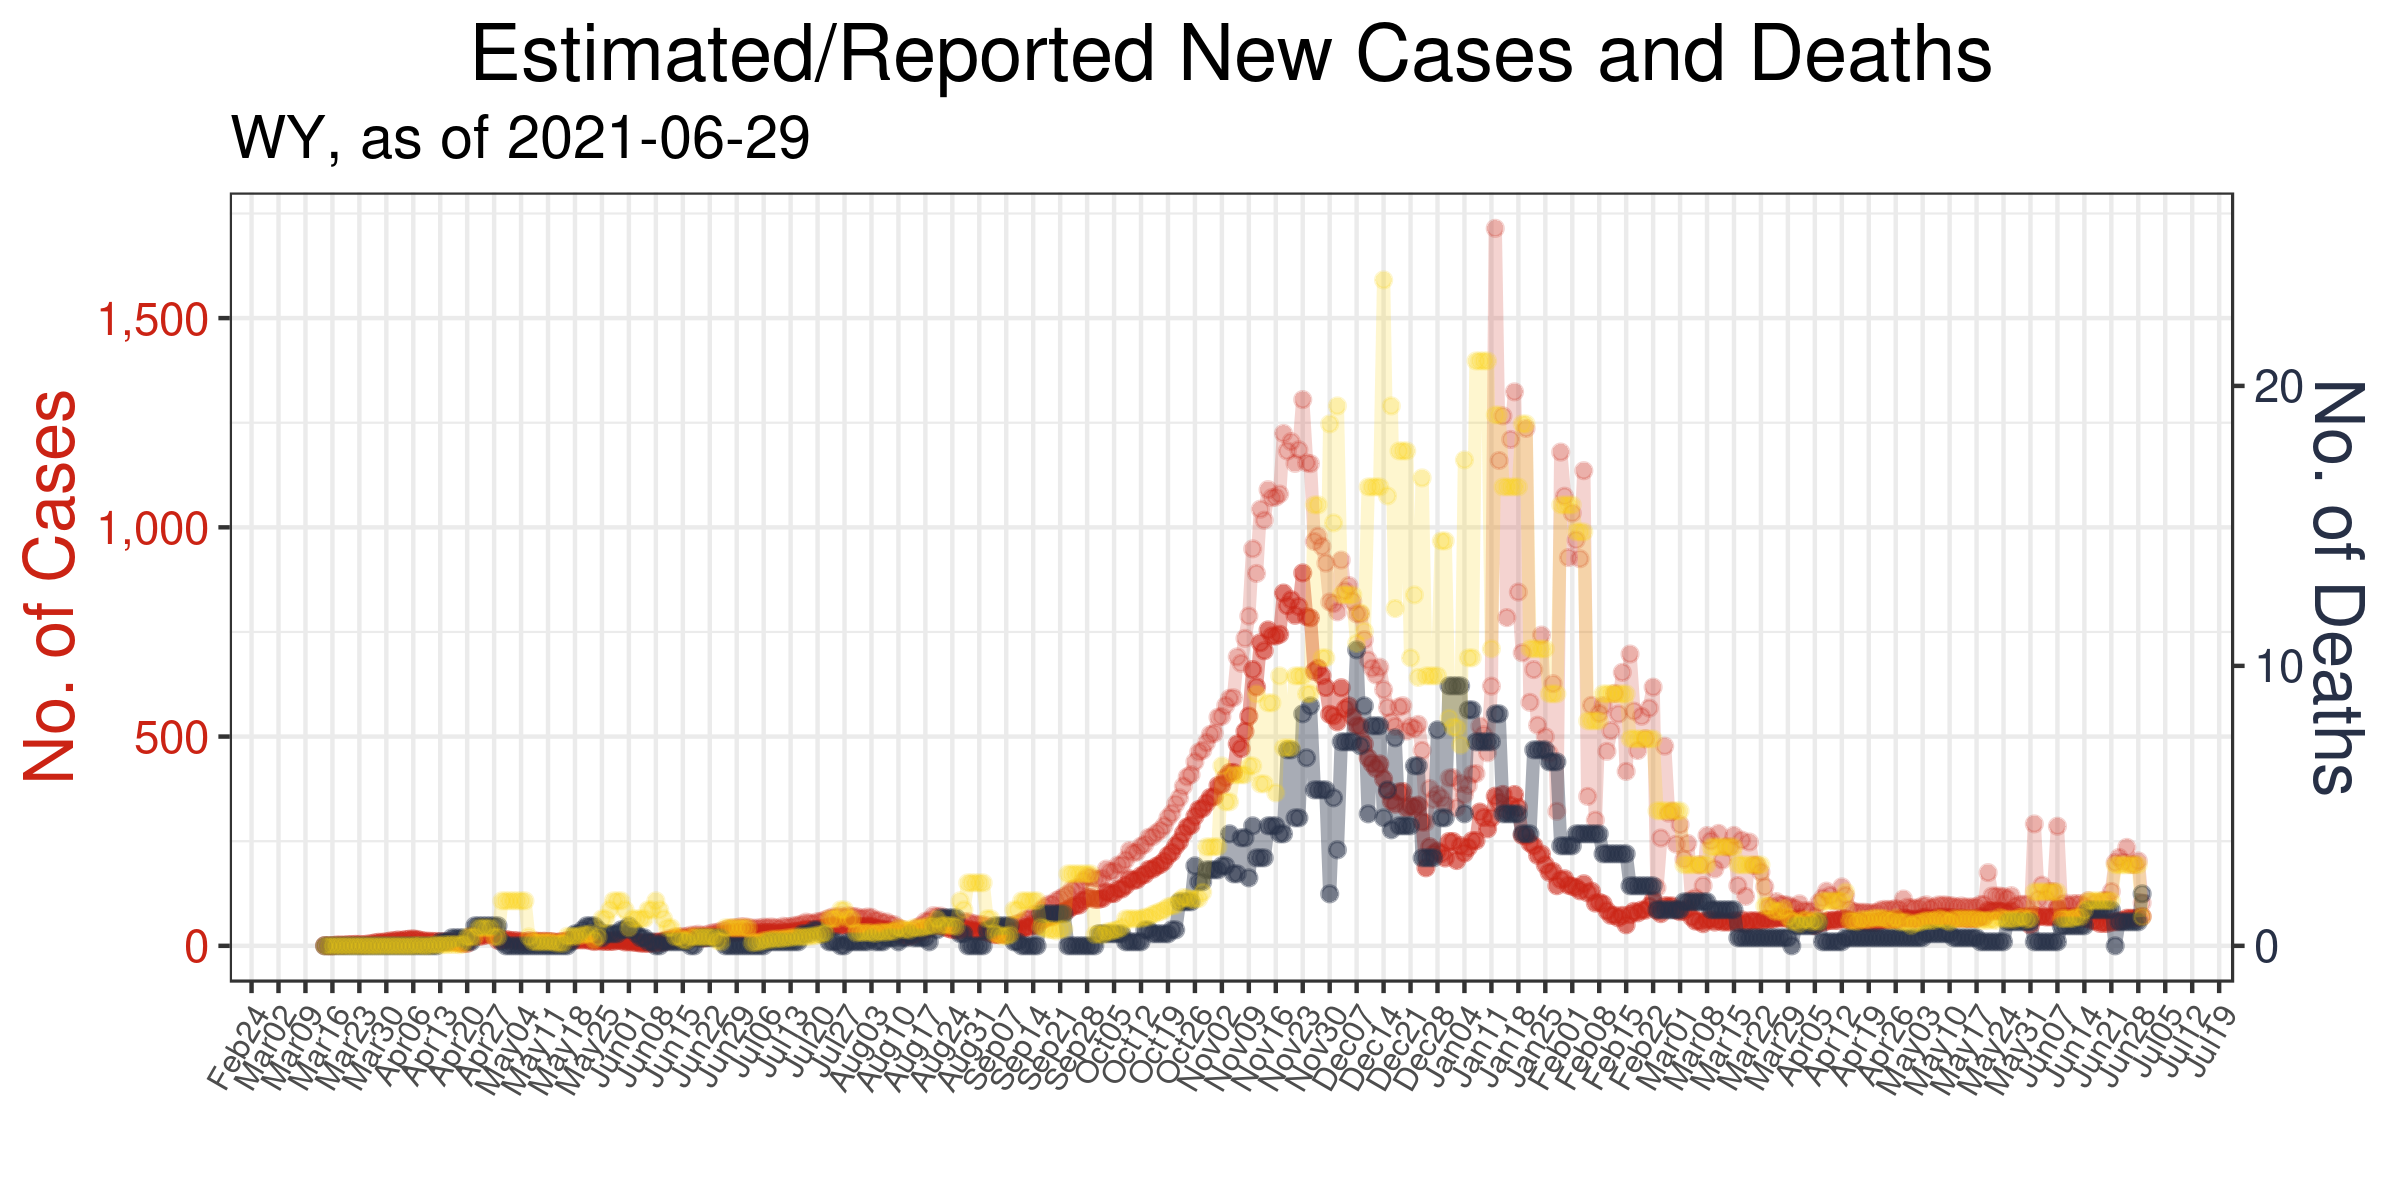 Estimated/Reported New Cases and Deaths
WY, as of 2021-06-29
No. of Cases
1,500
1,000
500
0
20
10
0
No. of Deaths
Feb24
Mar02
Mar09
Mar16
Mar23
Mar30
Apr06
Apr13
Apr20
Apr27
May04
May11
May18
May25
Jun01
Jun08
Jun15
Jun22
Jun29
Jul06
Jul13
Jul20
Jul27
Aug03
Aug10
Aug17
Aug24
Aug31
Sep07
Sep14
Sep21
Sep28
Oct05
Oct12
Oct19
Oct26
Nov02
Nov09
Nov16
Nov23
Nov30
Dec07
Dec14
Dec21
Dec28
Jan04
Jan11
Jan18
Jan25
Feb01
Feb08
Feb15
Feb22
Mar01
Mar08
Mar15
Mar22
Mar29
Apr05
Apr12
Apr19
Apr26
May03
May10
May17
May24
May31
Jun07
Jun14
Jun21
Jun28
Jul05
Jul12
Jul19